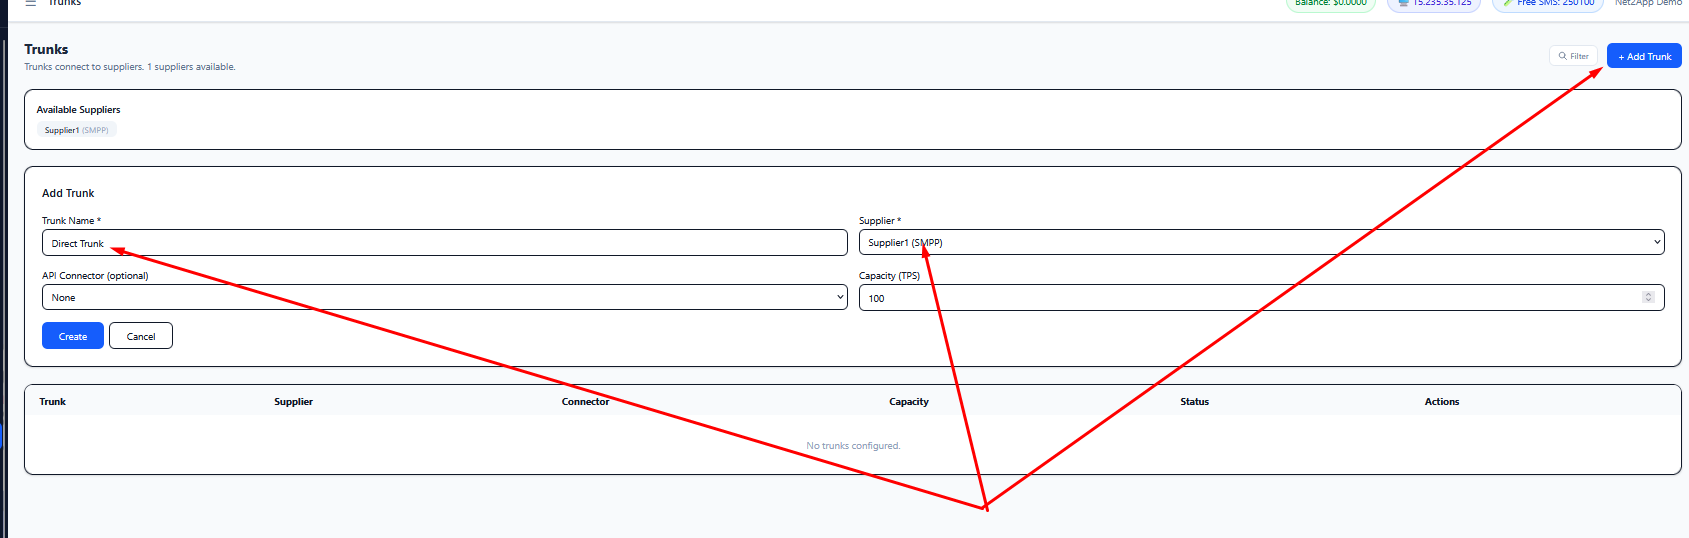 Trunks
Balance: $0.0000
15.235.35.125
Free SMS: 250100
Net2App Demo
Trunks
Trunks connect to suppliers. 1 suppliers available.
Filter
+ Add Trunk
Available Suppliers
Supplier1 (SMPP)
Add Trunk
Trunk Name *
Supplier *
Direct Trunk
Supplier1 (SMPP)
API Connector (optional)
Capacity (TPS)
None
100
Create
Cancel
Trunk Supplier Connector Capacity Status Actions
No trunks configured.